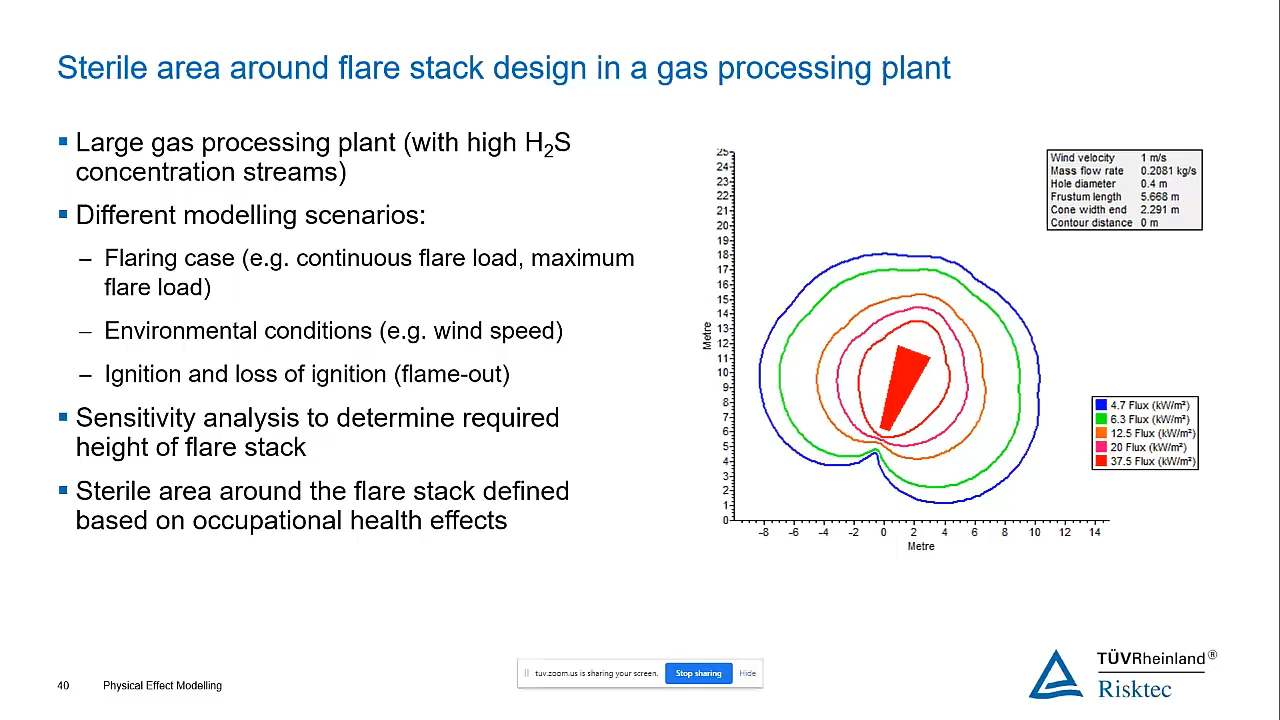 Sterile area around flare stack design in a gas processing plant
▪ Large gas processing plant (with high H₂S
concentration streams)
▪ Different modelling scenarios:
– Flaring case (e.g. continuous flare load, maximum
flare load)
– Environmental conditions (e.g. wind speed)
– Ignition and loss of ignition (flame-out)
▪ Sensitivity analysis to determine required
height of flare stack
▪ Sterile area around the flare stack defined
based on occupational health effects
25
24
23
22
21
20
19
18
17
16
15
14
13
12
11
10
9
8
7
6
5
4
3
2
1
0
Metre
-8 -6 -4 -2 0 2 4 6 8 10 12 14
Metre
Wind velocity 1 m/s
Mass flow rate 0.2081 kg/s
Hole diameter 0.4 m
Frustum length 5.668 m
Cone width end 2.291 m
Contour distance 0 m
4.7 Flux (kW/m²)
6.3 Flux (kW/m²)
12.5 Flux (kW/m²)
20 Flux (kW/m²)
37.5 Flux (kW/m²)
40 Physical Effect Modelling
tuv.zoom.us is sharing your screen. Stop sharing Hide
TÜVRheinland®
Risktec